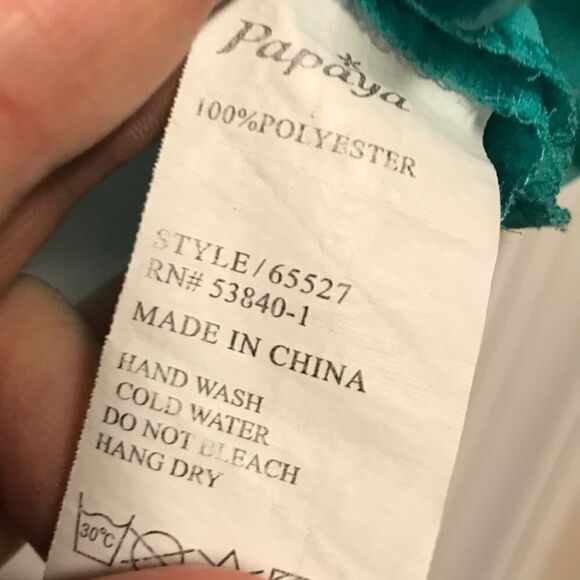 Papaya
100%POLYESTER
STYLE/65527
RN# 53840-1
MADE IN CHINA
HAND WASH
COLD WATER
DO NOT BLEACH
HANG DRY
30°C